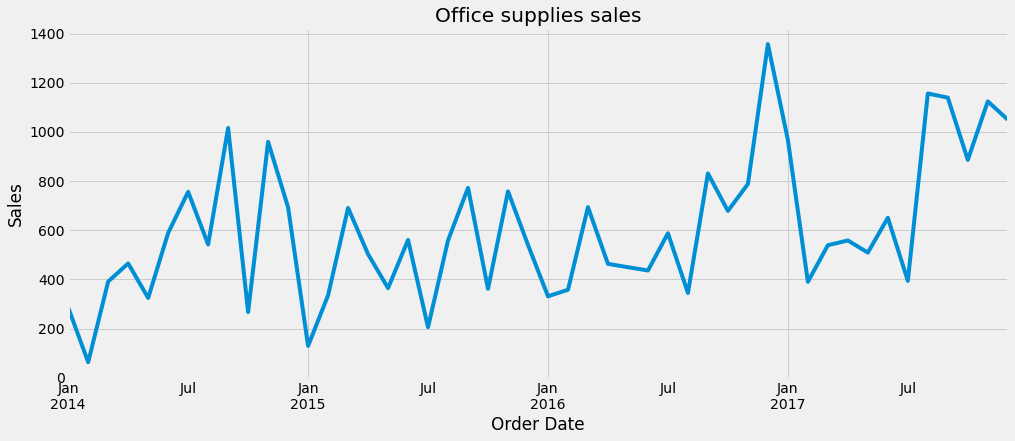 Office supplies sales
1400
1200
1000
800
600
400
200
0
Sales
Jan Jul Jan Jul Jan Jul Jan Jul
2014 2015 2016 2017
Order Date